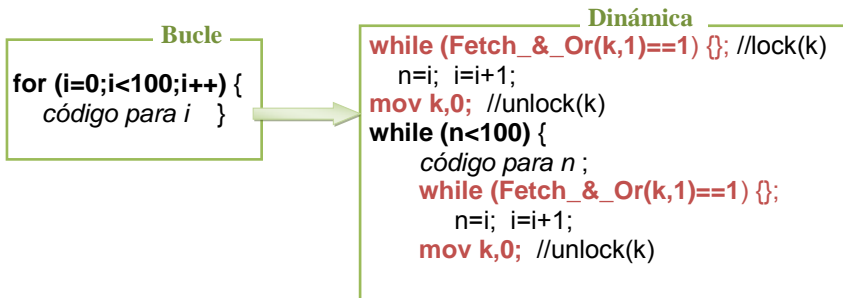 Bucle
for (i=0;i<100;i++) {
código para i }
Dinámica
while (Fetch_&_Or(k,1)==1) {}; //lock(k)
n=i; i=i+1;
mov k,0; //unlock(k)
while (n<100) {
código para n ;
while (Fetch_&_Or(k,1)==1) {};
n=i; i=i+1;
mov k,0; //unlock(k)